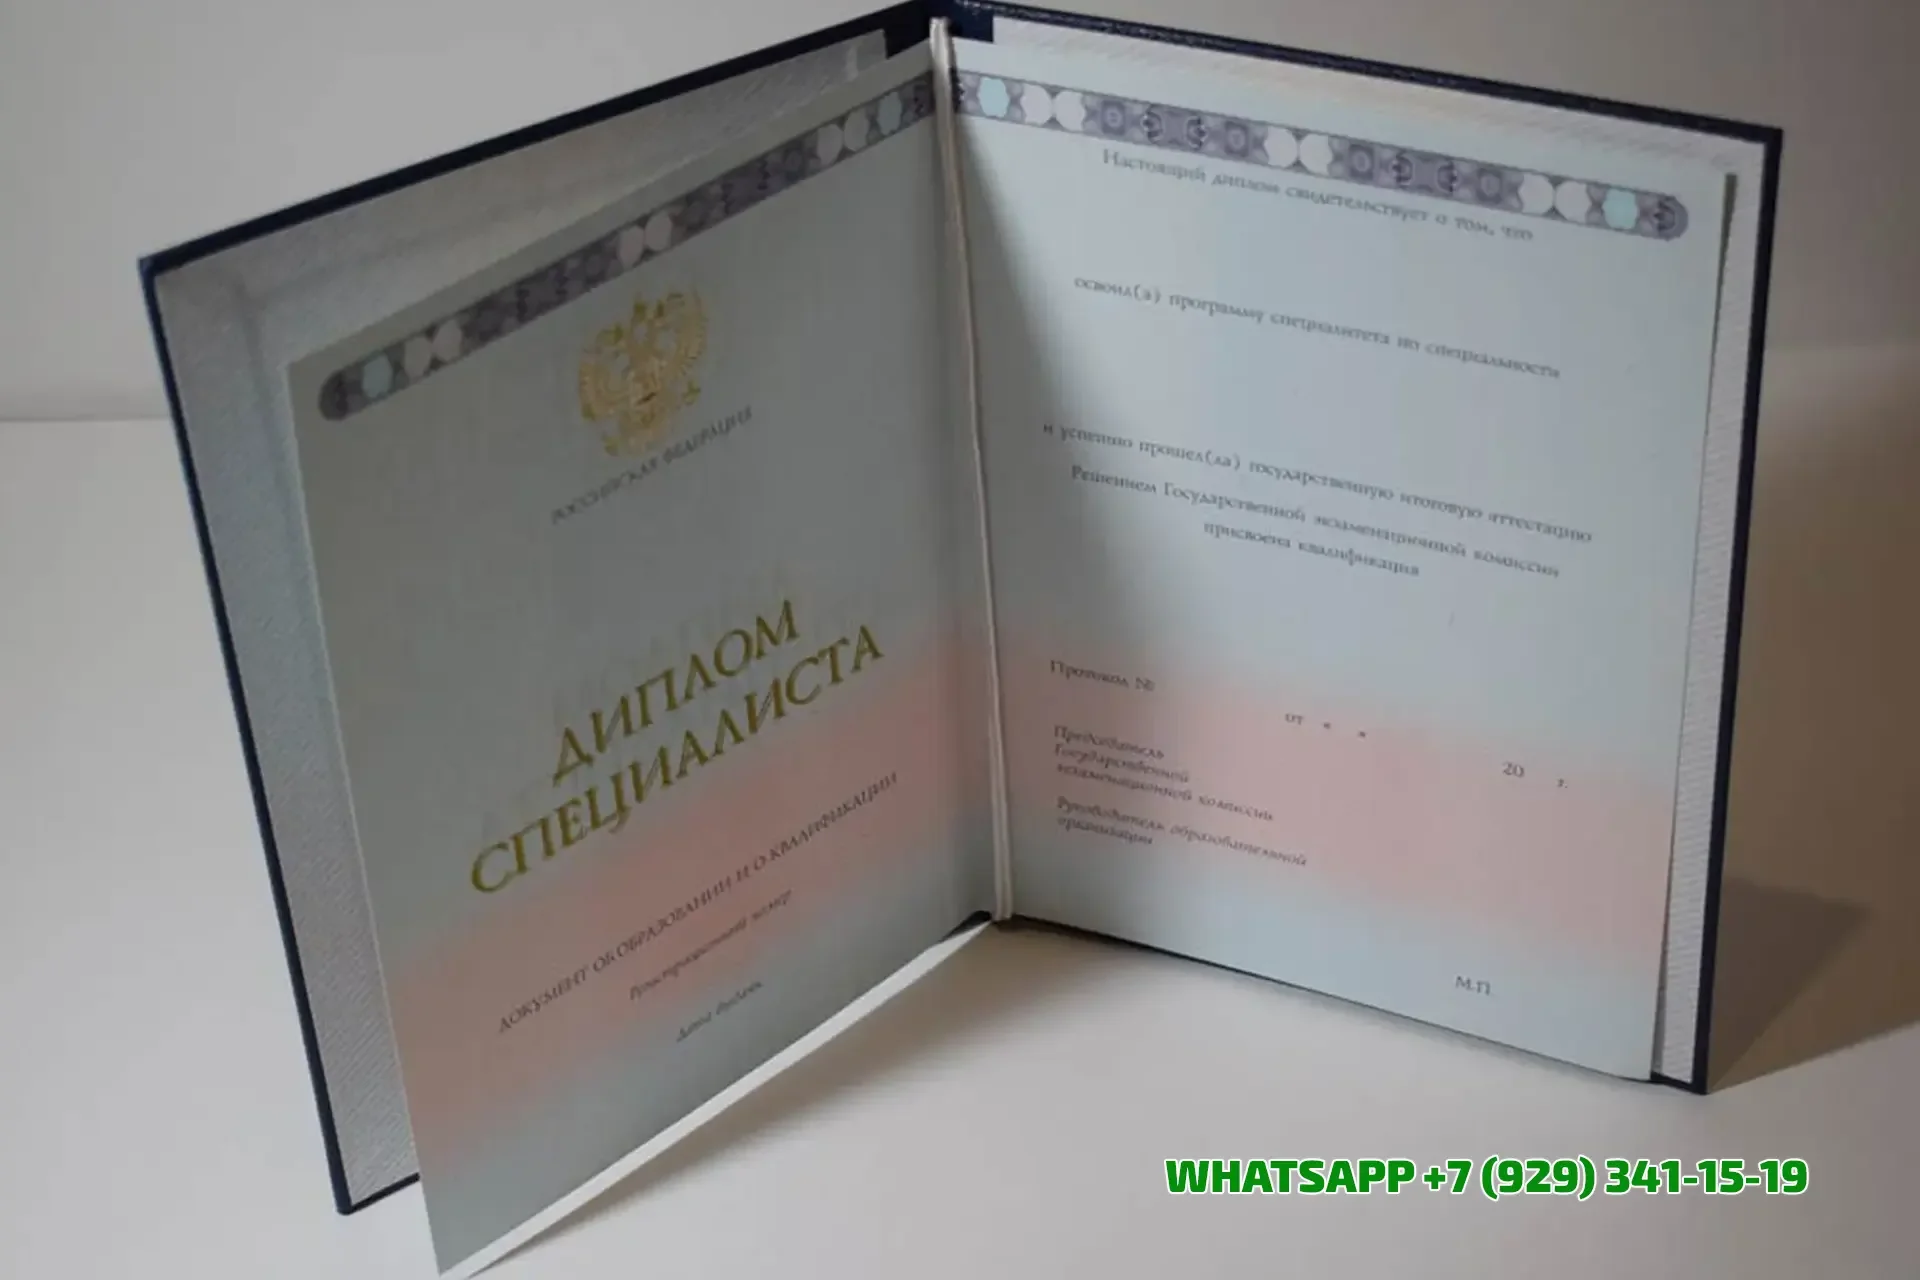 РОССИЙСКАЯ ФЕДЕРАЦИЯ
ДИПЛОМ
СПЕЦИАЛИСТА
ДОКУМЕНТ ОБ ОБРАЗОВАНИИ И О КВАЛИФИКАЦИИ
Регистрационный номер
Дата выдачи
Настоящий диплом свидетельствует о том, что
освоил(а) программу специалитета по специальности
и успешно прошел(ла) государственную итоговую аттестацию
Решением Государственной экзаменационной комиссии
присвоена квалификация
Протокол №
от « » 20 г.
Председатель
Государственной
экзаменационной комиссии
Руководитель образовательной
организации
М.П.
WHATSAPP +7 (929) 341-15-19